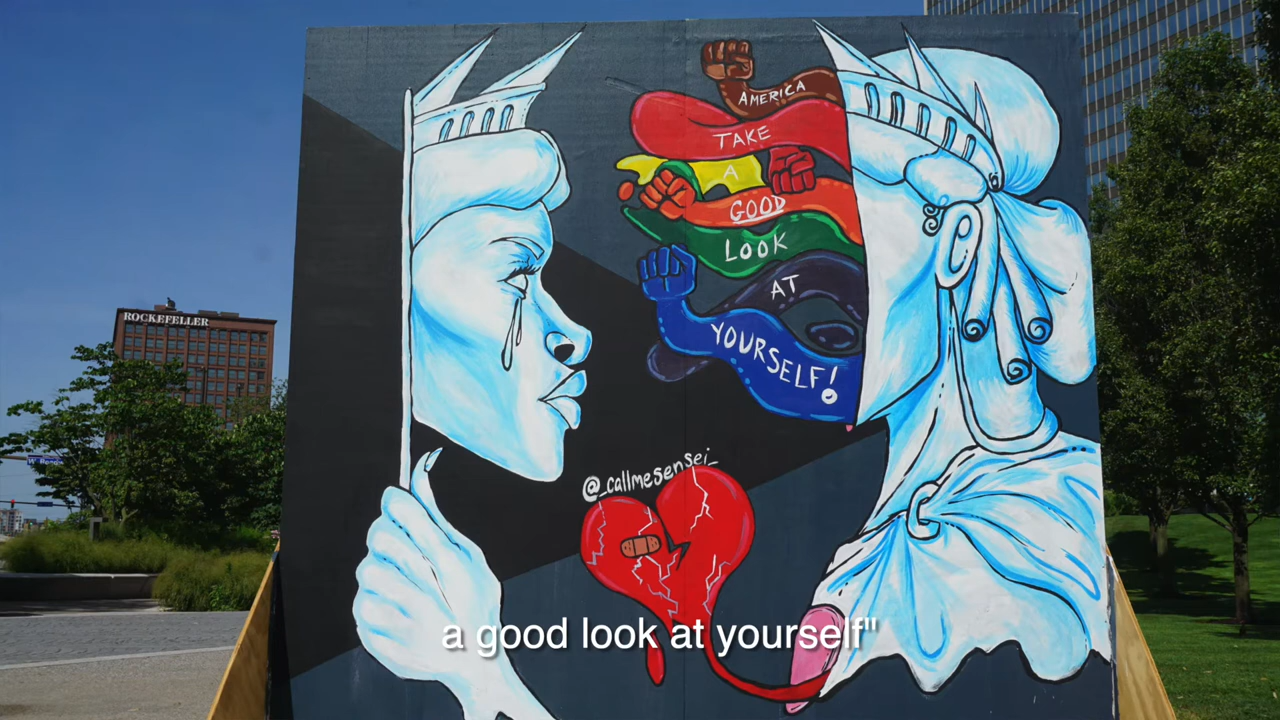 ROCKEFELLER
AMERICA
TAKE
A
GOOD
LOOK
AT
YOURSELF!
@_callmesensei_
a good look at yourself"